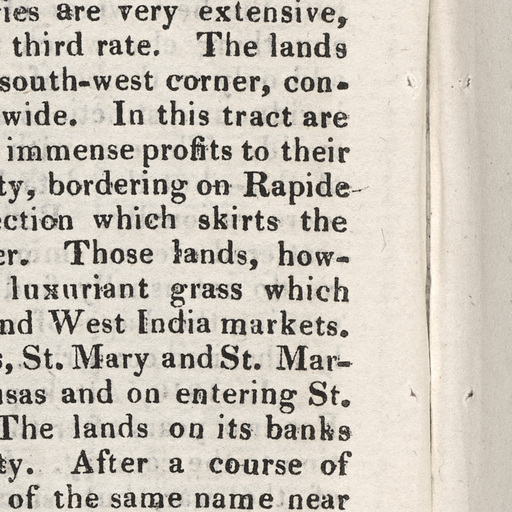 ies are very extensive,
third rate. The lands
south-west corner, con-
wide. In this tract are
immense profits to their
ty, bordering on Rapide-
ction which skirts the
er. Those lands, how-
luxuriant grass which
nd West India markets.
s, St. Mary and St. Mar-
nsas and on entering St.
The lands on its banks
ty. After a course of
of the same name near